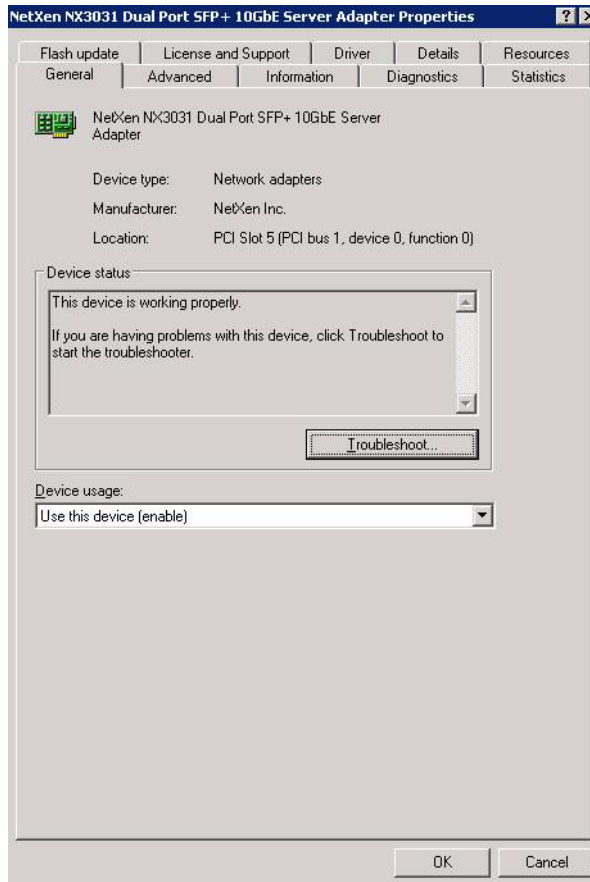 NetXen NX3031 Dual Port SFP+ 10GbE Server Adapter Properties
Flash update License and Support Driver Details Resources
General Advanced Information Diagnostics Statistics
NetXen NX3031 Dual Port SFP+ 10GbE Server
Adapter
Device type: Network adapters
Manufacturer: NetXen Inc.
Location: PCI Slot 5 (PCI bus 1, device 0, function 0)
Device status
This device is working properly.
If you are having problems with this device, click Troubleshoot to
start the troubleshooter.
Troubleshoot...
Device usage:
Use this device (enable)
OK Cancel